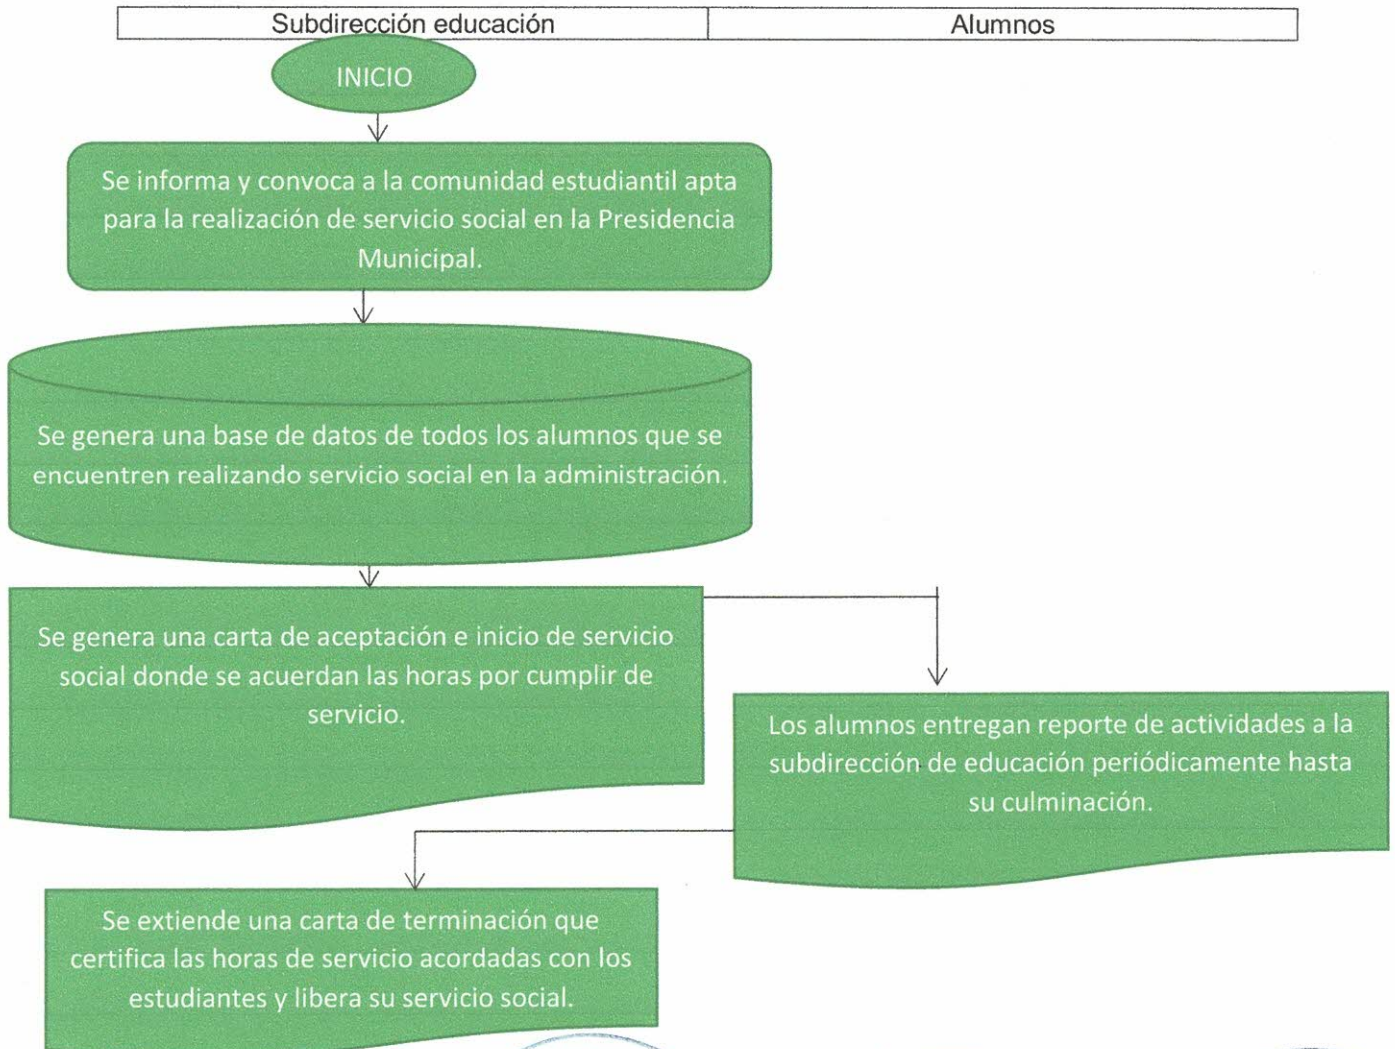 Subdirección educación
Alumnos
INICIO
Se informa y convoca a la comunidad estudiantil apta
para la realización de servicio social en la Presidencia
Municipal.
Se genera una base de datos de todos los alumnos que se
encuentren realizando servicio social en la administración.
Se genera una carta de aceptación e inicio de servicio
social donde se acuerdan las horas por cumplir de
servicio.
Los alumnos entregan reporte de actividades a la
subdirección de educación periódicamente hasta
su culminación.
Se extiende una carta de terminación que
certifica las horas de servicio acordadas con los
estudiantes y libera su servicio social.